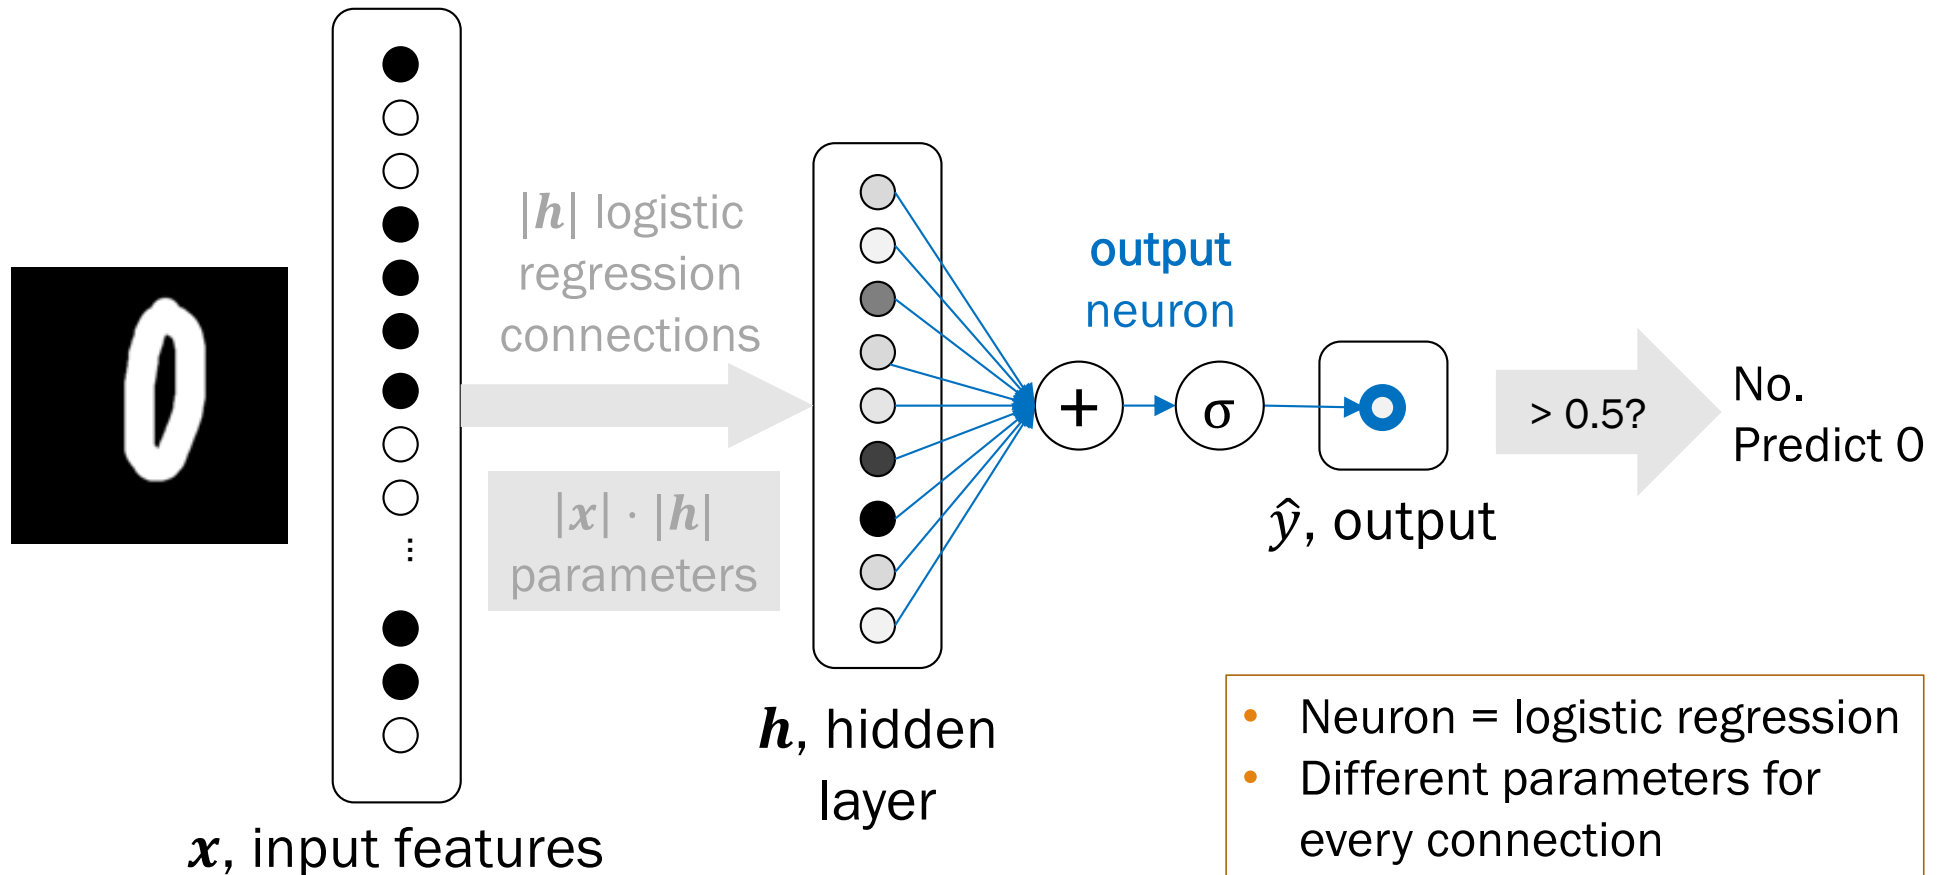 |h| logistic
regression
connections
|x| · |h|
parameters
x, input features
h, hidden
layer
output
neuron
+
σ
ŷ, output
> 0.5?
No.
Predict 0
• Neuron = logistic regression
• Different parameters for
every connection